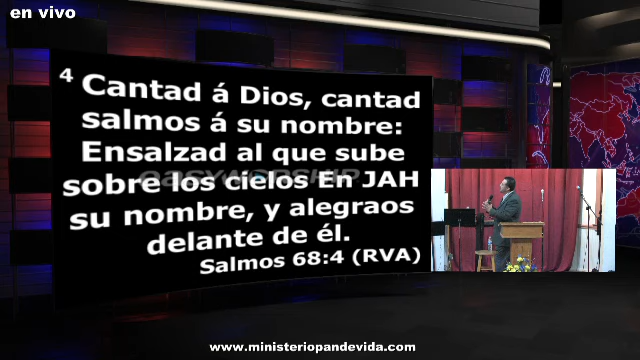 en vivo
4 Cantad á Dios, cantad
salmos á su nombre:
Ensalzad al que sube
sobre los cielos En JAH
su nombre, y alegraos
delante de él.
Salmos 68:4 (RVA)
easyworship
www.ministeriopandevida.com